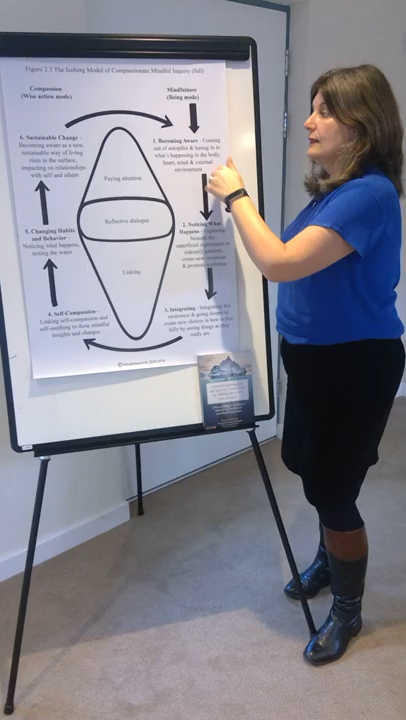 Figure 2.3 The Iceberg Model of Compassionate Mindful Inquiry (full)
Compassion
(Wise action mode)
Mindfulness
(Being mode)
6. Sustainable Change -
Becoming aware as a new,
sustainable way of living
rises to the surface,
impacting on relationships
with self and others
1. Becoming Aware - Coming
out of autopilot & tuning in to
what's happening in the body,
heart, mind & external
environment
Paying attention
Reflective dialogue
Linking
5. Changing Habits
and Behavior -
Noticing what happens,
testing the water
2. Noticing What
Happens - Exploring
beneath the
superficial experiences to
identify patterns,
create new
& promote resilience
4. Self-Compassion -
Linking self-compassion and
self-soothing to these mindful
insights and changes
3. Integrating - Integrating this
awareness & going deeper to
create new choices in how to live
fully by seeing things as they
really are.